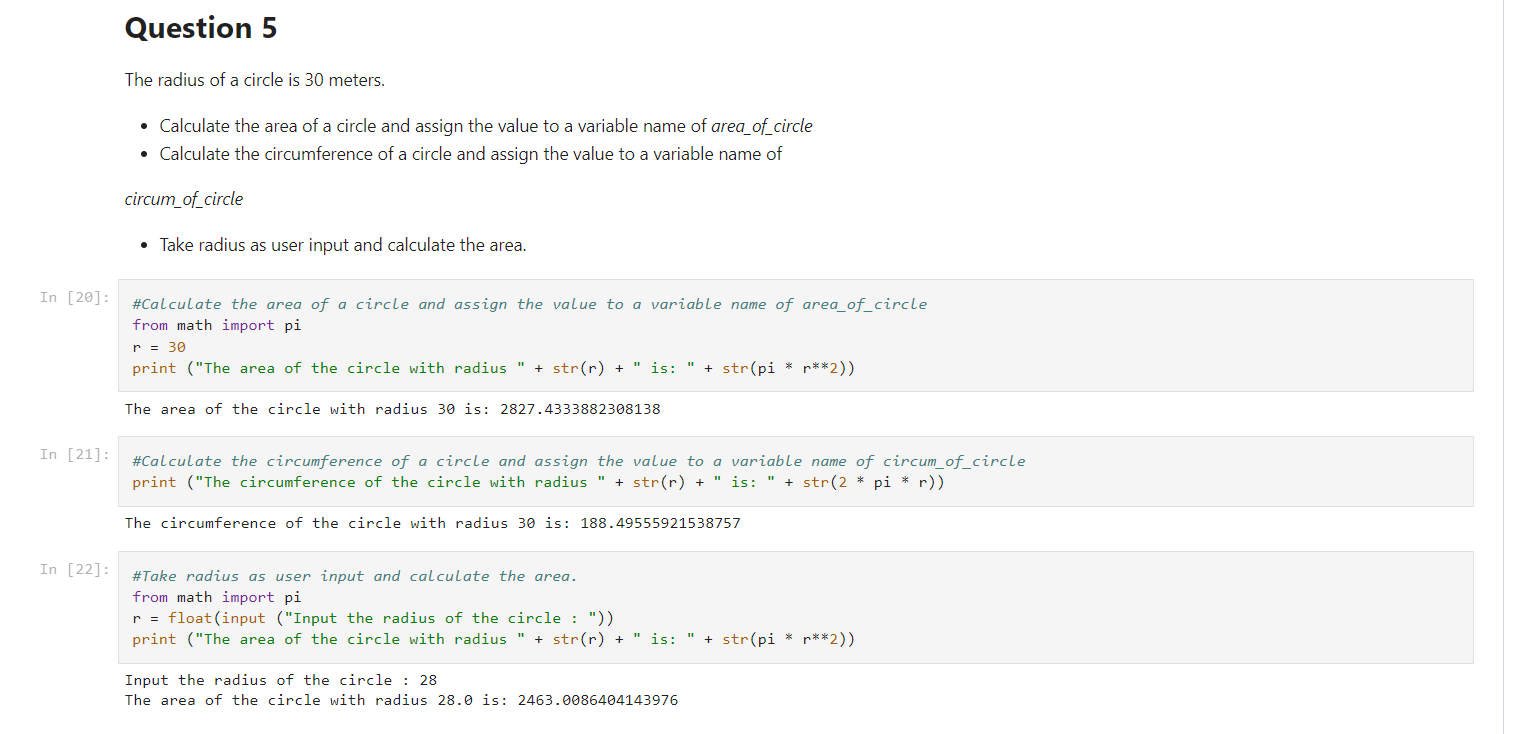 Question 5
The radius of a circle is 30 meters.
• Calculate the area of a circle and assign the value to a variable name of area_of_circle
• Calculate the circumference of a circle and assign the value to a variable name of
circum_of_circle
• Take radius as user input and calculate the area.
In [20]:
#Calculate the area of a circle and assign the value to a variable name of area_of_circle
from math import pi
r = 30
print ("The area of the circle with radius " + str(r) + " is: " + str(pi * r**2))
The area of the circle with radius 30 is: 2827.4333882308138
In [21]:
#Calculate the circumference of a circle and assign the value to a variable name of circum_of_circle
print ("The circumference of the circle with radius " + str(r) + " is: " + str(2 * pi * r))
The circumference of the circle with radius 30 is: 188.49555921538757
In [22]:
#Take radius as user input and calculate the area.
from math import pi
r = float(input ("Input the radius of the circle : "))
print ("The area of the circle with radius " + str(r) + " is: " + str(pi * r**2))
Input the radius of the circle : 28
The area of the circle with radius 28.0 is: 2463.0086404143976